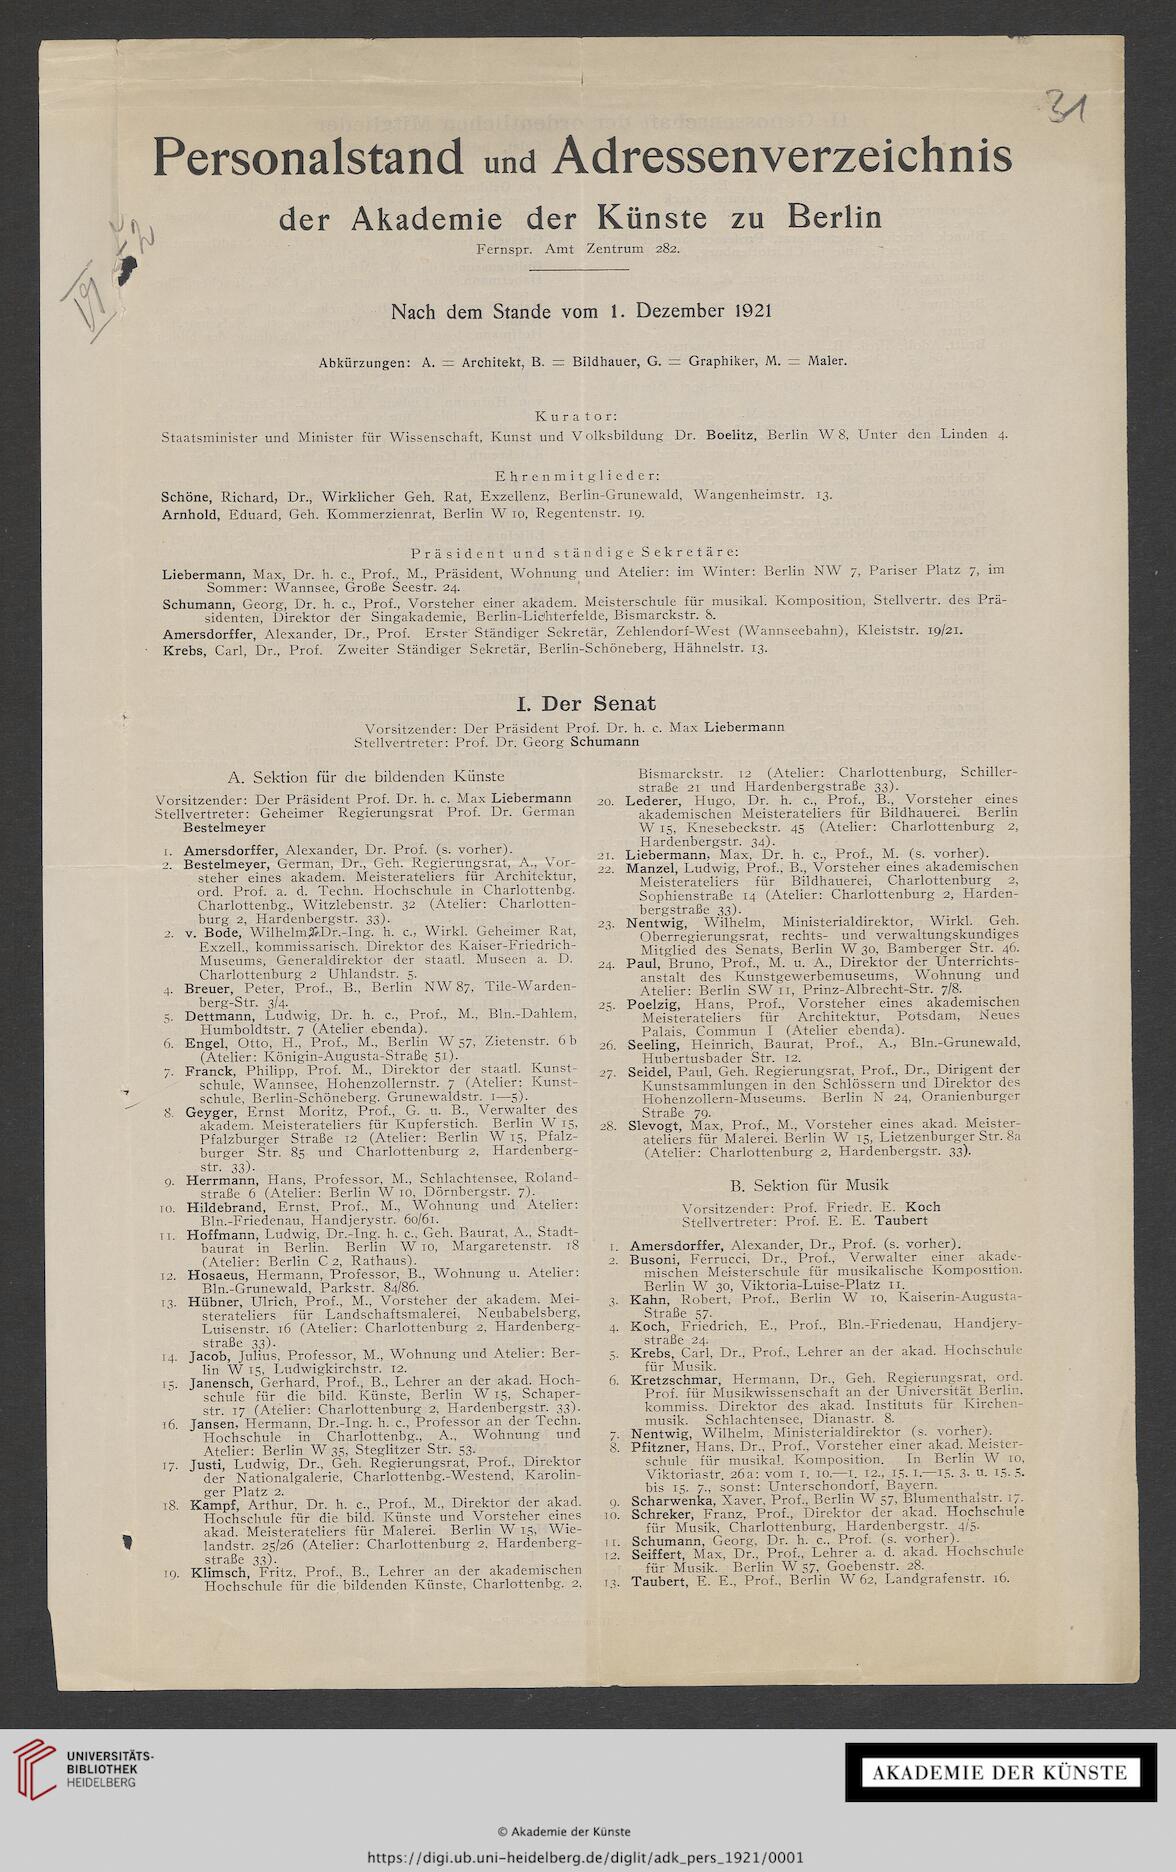 31
Personalstand und Adressenverzeichnis
der Akademie der Künste zu Berlin
Fernspr. Amt Zentrum 282.
Nach dem Stande vom 1. Dezember 1921
Abkürzungen: A. = Architekt, B. = Bildhauer, G. = Graphiker, M. = Maler.
Kurator:
Staatsminister und Minister für Wissenschaft, Kunst und Volksbildung Dr. Boelitz, Berlin W 8, Unter den Linden 4.
Ehrenmitglieder:
Schöne, Richard, Dr., Wirklicher Geh. Rat, Exzellenz, Berlin-Grunewald, Wangenheimstr. 13.
Arnhold, Eduard, Geh. Kommerzienrat, Berlin W 10, Regentenstr. 19.
Präsident und ständige Sekretäre:
Liebermann, Max, Dr. h. c., Prof., M., Präsident, Wohnung und Atelier: im Winter: Berlin NW 7, Pariser Platz 7, im
Sommer: Wannsee, Große Seestr. 24.
Schumann, Georg, Dr. h. c., Prof., Vorsteher einer akadem. Meisterschule für musikal. Komposition, Stellvertr. des Prä-
sidenten, Direktor der Singakademie, Berlin-Lichterfelde, Bismarckstr. 8.
Amersdorffer, Alexander, Dr., Prof. Erster Ständiger Sekretär, Zehlendorf-West (Wannseebahn), Kleiststr. 19/21.
Krebs, Carl, Dr., Prof. Zweiter Ständiger Sekretär, Berlin-Schöneberg, Hähnelstr. 13.
I. Der Senat
Vorsitzender: Der Präsident Prof. Dr. h. c. Max Liebermann
Stellvertreter: Prof. Dr. Georg Schumann
A. Sektion für die bildenden Künste
Vorsitzender: Der Präsident Prof. Dr. h. c. Max Liebermann
Stellvertreter: Geheimer Regierungsrat Prof. Dr. German
Bestelmeyer
1. Amersdorffer, Alexander, Dr. Prof. (s. vorher).
2. Bestelmeyer, German, Dr., Geh. Regierungsrat, A., Vor-
steher eines akadem. Meisterateliers für Architektur,
ord. Prof. a. d. Techn. Hochschule in Charlottenbg.
Charlottenbg., Witzlebenstr. 32 (Atelier: Charlotten-
burg 2, Hardenbergstr. 33).
2. v. Bode, Wilhelm, Dr.-Ing. h. c., Wirkl. Geheimer Rat,
Exzell., kommissarisch. Direktor des Kaiser-Friedrich-
Museums, Generaldirektor der staatl. Museen a. D.
Charlottenburg 2 Uhlandstr. 5.
4. Breuer, Peter, Prof., B., Berlin NW 87, Tile-Warden-
berg-Str. 3/4.
5. Dettmann, Ludwig, Dr. h. c., Prof., M., Bln.-Dahlem,
Humboldtstr. 7 (Atelier ebenda).
6. Engel, Otto, H., Prof., M., Berlin W 57, Zietenstr. 6 b
(Atelier: Königin-Augusta-Straße 51).
7. Franck, Philipp, Prof. M., Direktor der staatl. Kunst-
schule, Wannsee, Hohenzollernstr. 7 (Atelier: Kunst-
schule, Berlin-Schöneberg. Grunewaldstr. 1—5).
8. Geyger, Ernst Moritz, Prof., G. u. B., Verwalter des
akadem. Meisterateliers für Kupferstich. Berlin W 15,
Pfalzburger Straße 12 (Atelier: Berlin W 15, Pfalz-
burger Str. 85 und Charlottenburg 2, Hardenberg-
str. 33).
9. Herrmann, Hans, Professor, M., Schlachtensee, Roland-
straße 6 (Atelier: Berlin W 10, Dörnbergstr. 7).
10. Hildebrand, Ernst, Prof., M., Wohnung und Atelier:
Bln.-Friedenau, Handjerystr. 60/61.
11. Hoffmann, Ludwig, Dr.-Ing. h. c., Geh. Baurat, A., Stadt-
baurat in Berlin. Berlin W 10, Margaretenstr. 18
(Atelier: Berlin C 2, Rathaus).
12. Hosaeus, Hermann, Professor, B., Wohnung u. Atelier:
Bln.-Grunewald, Parkstr. 84/86.
13. Hübner, Ulrich, Prof., M., Vorsteher der akadem. Mei-
sterateliers für Landschaftsmalerei, Neubabelsberg,
Luisenstr. 16 (Atelier: Charlottenburg 2, Hardenberg-
straße 33).
14. Jacob, Julius, Professor, M., Wohnung und Atelier: Ber-
lin W 15, Ludwigkirchstr. 12.
15. Janensch, Gerhard, Prof., B., Lehrer an der akad. Hoch-
schule für die bild. Künste, Berlin W 15, Schaper-
str. 17 (Atelier: Charlottenburg 2, Hardenbergstr. 33).
16. Jansen, Hermann, Dr.-Ing. h. c., Professor an der Techn.
Hochschule in Charlottenbg., A., Wohnung und
Atelier: Berlin W 35, Steglitzer Str. 53.
17. Justi, Ludwig, Dr., Geh. Regierungsrat, Prof., Direktor
der Nationalgalerie, Charlottenbg.-Westend, Karolin-
ger Platz 2.
18. Kampf, Arthur, Dr. h. c., Prof., M., Direktor der akad.
Hochschule für die bild. Künste und Vorsteher eines
akad. Meisterateliers für Malerei. Berlin W 15, Wie-
landstr. 25/26 (Atelier: Charlottenburg 2, Hardenberg-
straße 33).
19. Klimsch, Fritz, Prof., B., Lehrer an der akademischen
Hochschule für die bildenden Künste, Charlottenbg. 2,
Bismarckstr. 12 (Atelier: Charlottenburg, Schiller-
straße 21 und Hardenbergstraße 33).
20. Lederer, Hugo, Dr. h. c., Prof., B., Vorsteher eines
akademischen Meisterateliers für Bildhauerei. Berlin
W 15, Knesebeckstr. 45 (Atelier: Charlottenburg 2,
Hardenbergstr. 34).
21. Liebermann, Max, Dr. h. c., Prof., M. (s. vorher).
22. Manzel, Ludwig, Prof., B., Vorsteher eines akademischen
Meisterateliers für Bildhauerei, Charlottenburg 2,
Sophienstraße 14 (Atelier: Charlottenburg 2, Harden-
bergstraße 33).
23. Nentwig, Wilhelm, Ministerialdirektor, Wirkl. Geh.
Oberregierungsrat, rechts- und verwaltungskundiges
Mitglied des Senats, Berlin W 30, Bamberger Str. 46.
24. Paul, Bruno, Prof., M. u. A., Direktor der Unterrichts-
anstalt des Kunstgewerbemuseums, Wohnung und
Atelier: Berlin SW 11, Prinz-Albrecht-Str. 7/8.
25. Poelzig, Hans, Prof., Vorsteher eines akademischen
Meisterateliers für Architektur, Potsdam, Neues
Palais, Commun I (Atelier ebenda).
26. Seeling, Heinrich, Baurat, Prof., A., Bln.-Grunewald,
Hubertusbader Str. 12.
27. Seidel, Paul, Geh. Regierungsrat, Prof., Dr., Dirigent der
Kunstsammlungen in den Schlössern und Direktor des
Hohenzollern-Museums. Berlin N 24, Oranienburger
Straße 79.
28. Slevogt, Max, Prof., M., Vorsteher eines akad. Meister-
ateliers für Malerei. Berlin W 15, Lietzenburger Str. 8a
(Atelier: Charlottenburg 2, Hardenbergstr. 33).
B. Sektion für Musik
Vorsitzender: Prof. Friedr. E. Koch
Stellvertreter: Prof. E. E. Taubert
1. Amersdorffer, Alexander, Dr., Prof. (s. vorher).
2. Busoni, Ferrucci, Dr., Prof., Verwalter einer akade-
mischen Meisterschule für musikalische Komposition.
Berlin W 30, Viktoria-Luise-Platz 11.
3. Kahn, Robert, Prof., Berlin W 10, Kaiserin-Augusta-
Straße 57.
4. Koch, Friedrich, E., Prof., Bln.-Friedenau, Handjery-
straße 24.
5. Krebs, Carl, Dr., Prof., Lehrer an der akad. Hochschule
für Musik.
6. Kretzschmar, Hermann, Dr., Geh. Regierungsrat, ord.
Prof. für Musikwissenschaft an der Universität Berlin,
kommiss. Direktor des akad. Instituts für Kirchen-
musik. Schlachtensee, Dianastr. 8.
7. Nentwig, Wilhelm, Ministerialdirektor (s. vorher).
8. Pfitzner, Hans, Dr., Prof., Vorsteher einer akad. Meister-
schule für musikal. Komposition. In Berlin W 10,
Viktoriastr. 26a: vom 1. 10.—1. 12., 15. 1.—15. 3. u. 15. 5.
bis 15. 7., sonst: Unterschondorf, Bayern.
9. Scharwenka, Xaver, Prof., Berlin W 57, Blumenthalstr. 17.
10. Schreker, Franz, Prof., Direktor der akad. Hochschule
für Musik, Charlottenburg, Hardenbergstr. 4/5.
11. Schumann, Georg, Dr. h. c., Prof. (s. vorher).
12. Seiffert, Max, Dr., Prof., Lehrer a. d. akad. Hochschule
für Musik. Berlin W 57, Goebenstr. 28.
13. Taubert, E. E., Prof., Berlin W 62, Landgrafenstr. 16.
UNIVERSITÄTS-
BIBLIOTHEK
HEIDELBERG
AKADEMIE DER KÜNSTE
© Akademie der Künste
https://digi.ub.uni-heidelberg.de/diglit/adk_pers_1921/0001